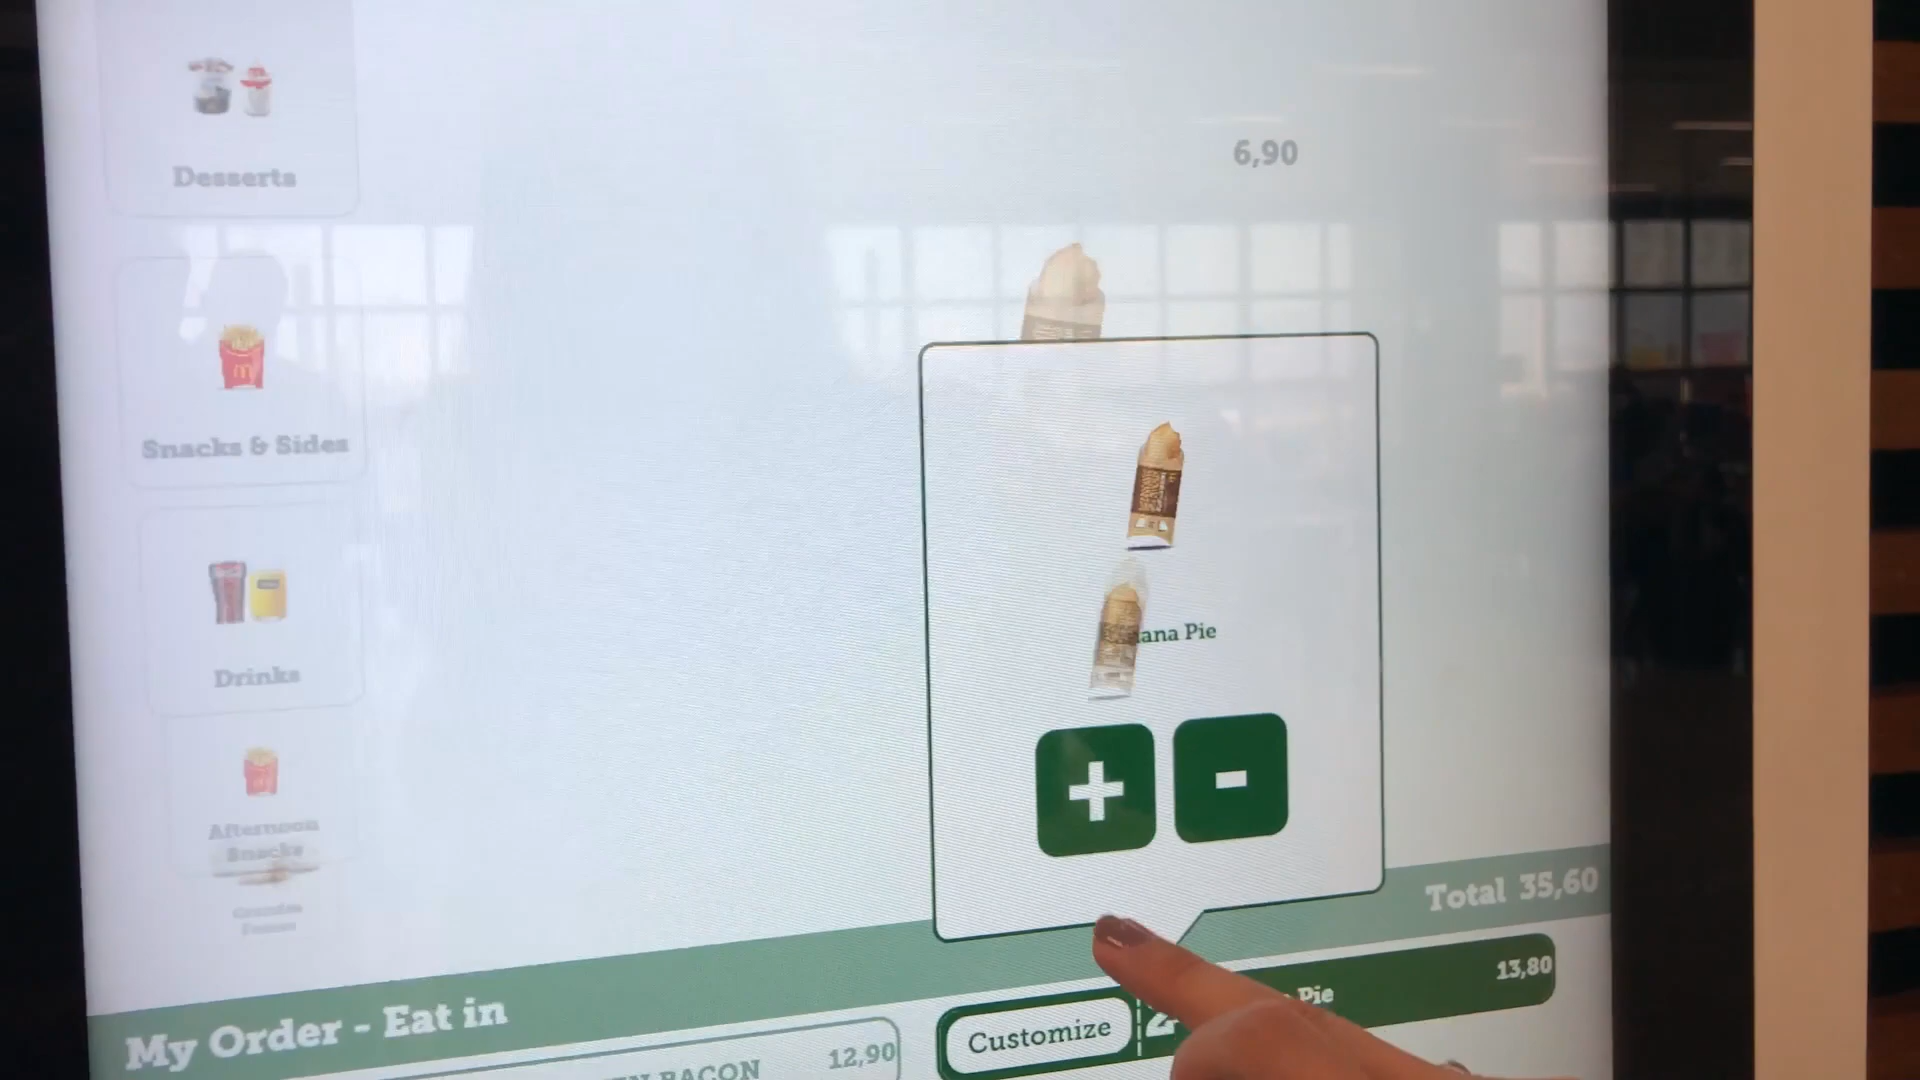 Desserts
6,90
Snacks & Sides
ana Pie
Drinks
Afternoon
Snacks
+ -
Total 35,60
My Order - Eat in
13,80
Pie
Customize 2
12,90
BACON